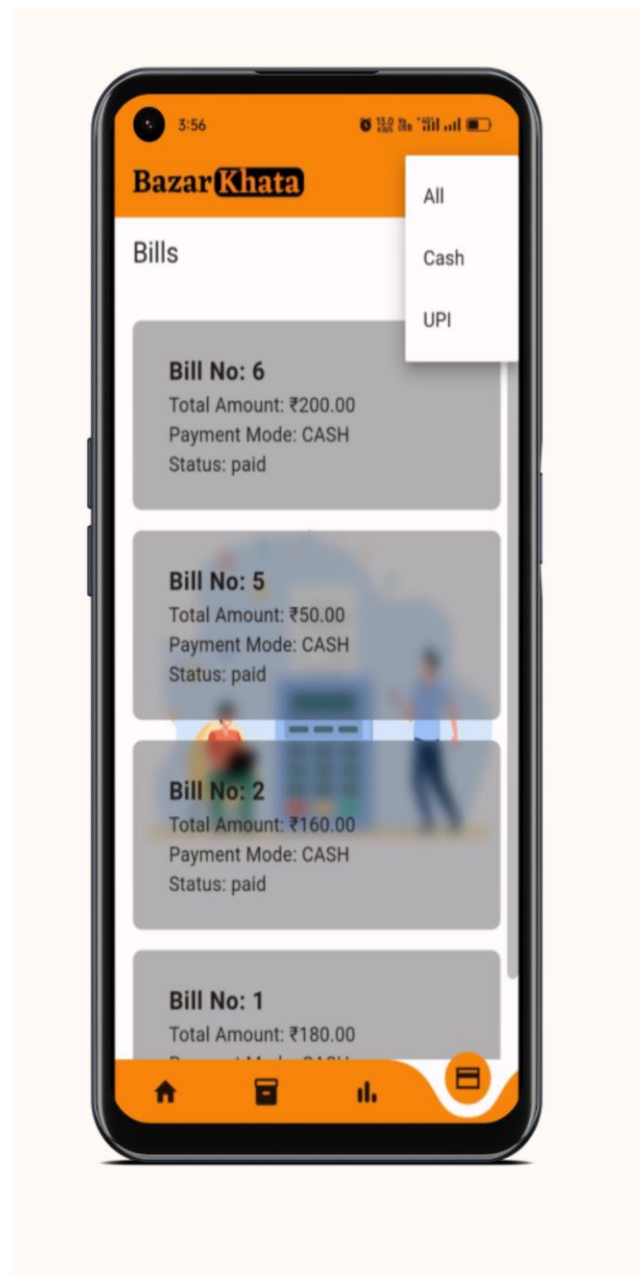 3:56
Bazar Khata
All
Cash
UPI
Bills
Bill No: 6
Total Amount: ₹200.00
Payment Mode: CASH
Status: paid
Bill No: 5
Total Amount: ₹50.00
Payment Mode: CASH
Status: paid
Bill No: 2
Total Amount: ₹160.00
Payment Mode: CASH
Status: paid
Bill No: 1
Total Amount: ₹180.00